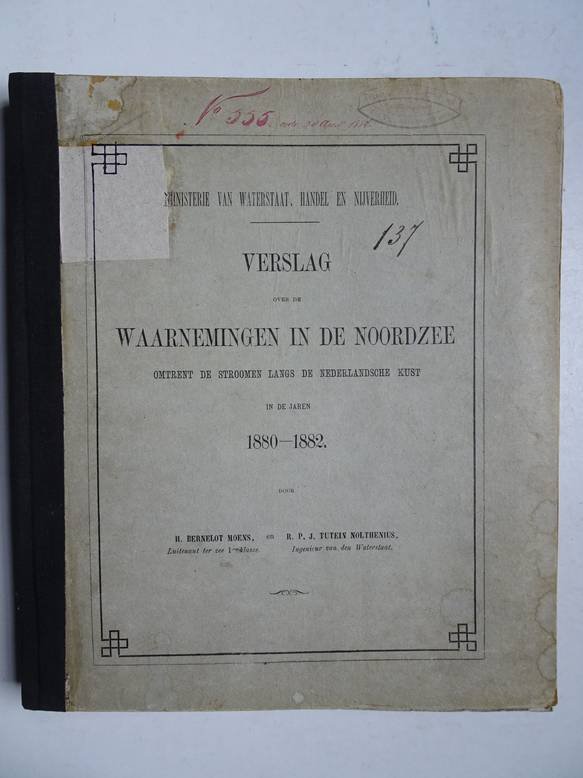 No 555.
MINISTERIE VAN WATERSTAAT, HANDEL EN NIJVERHEID.
137
VERSLAG
OVER DE
WAARNEMINGEN IN DE NOORDZEE
OMTRENT DE STROOMEN LANGS DE NEDERLANDSCHE KUST
IN DE JAREN
1880—1882.
DOOR
H. BERNELOT MOENS, en R. P. J. TUTEIN NOLTHENIUS,
Luitenant ter zee 1ste klasse. Ingenieur van den Waterstaat.